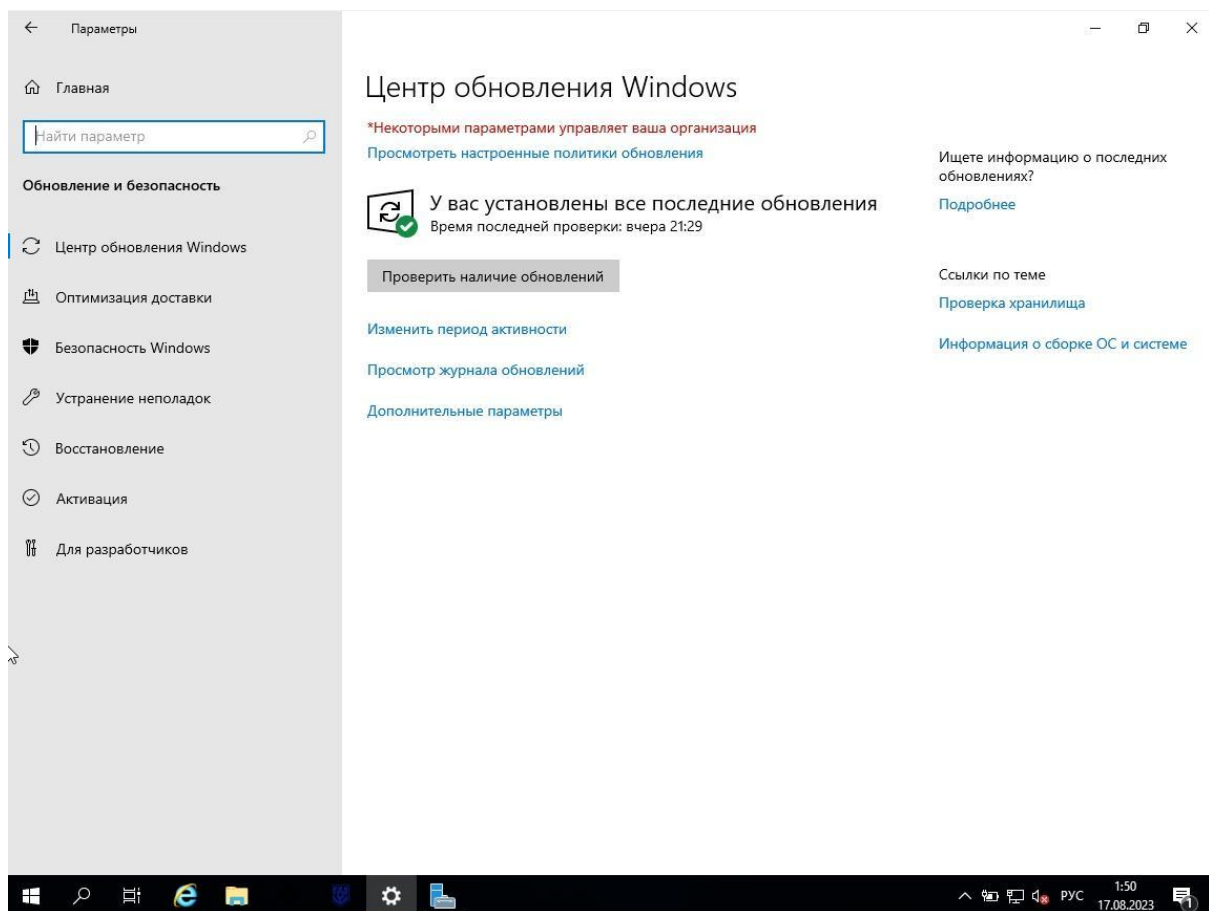 Параметры
Главная
Найти параметр
Обновление и безопасность
Центр обновления Windows
Оптимизация доставки
Безопасность Windows
Устранение неполадок
Восстановление
Активация
Для разработчиков
Центр обновления Windows
*Некоторыми параметрами управляет ваша организация
Просмотреть настроенные политики обновления
У вас установлены все последние обновления
Время последней проверки: вчера 21:29
Проверить наличие обновлений
Изменить период активности
Просмотр журнала обновлений
Дополнительные параметры
Ищете информацию о последних
обновлениях?
Подробнее
Ссылки по теме
Проверка хранилища
Информация о сборке ОС и системе
РУС
1:50
17.08.2023
1